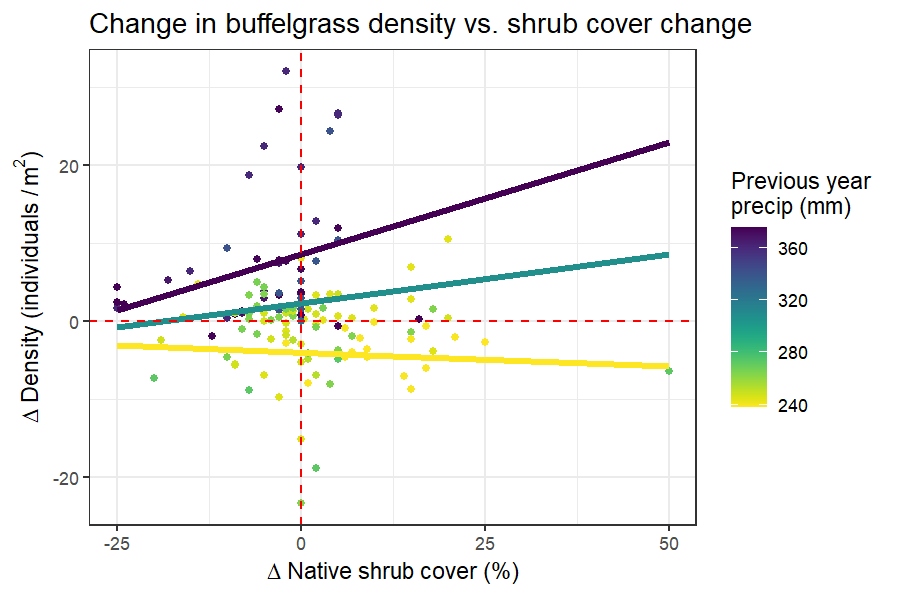 Change in buffelgrass density vs. shrub cover change
Δ Density (individuals / m²)
20
0
-20
-25
0
25
50
Δ Native shrub cover (%)
Previous year
precip (mm)
360
320
280
240